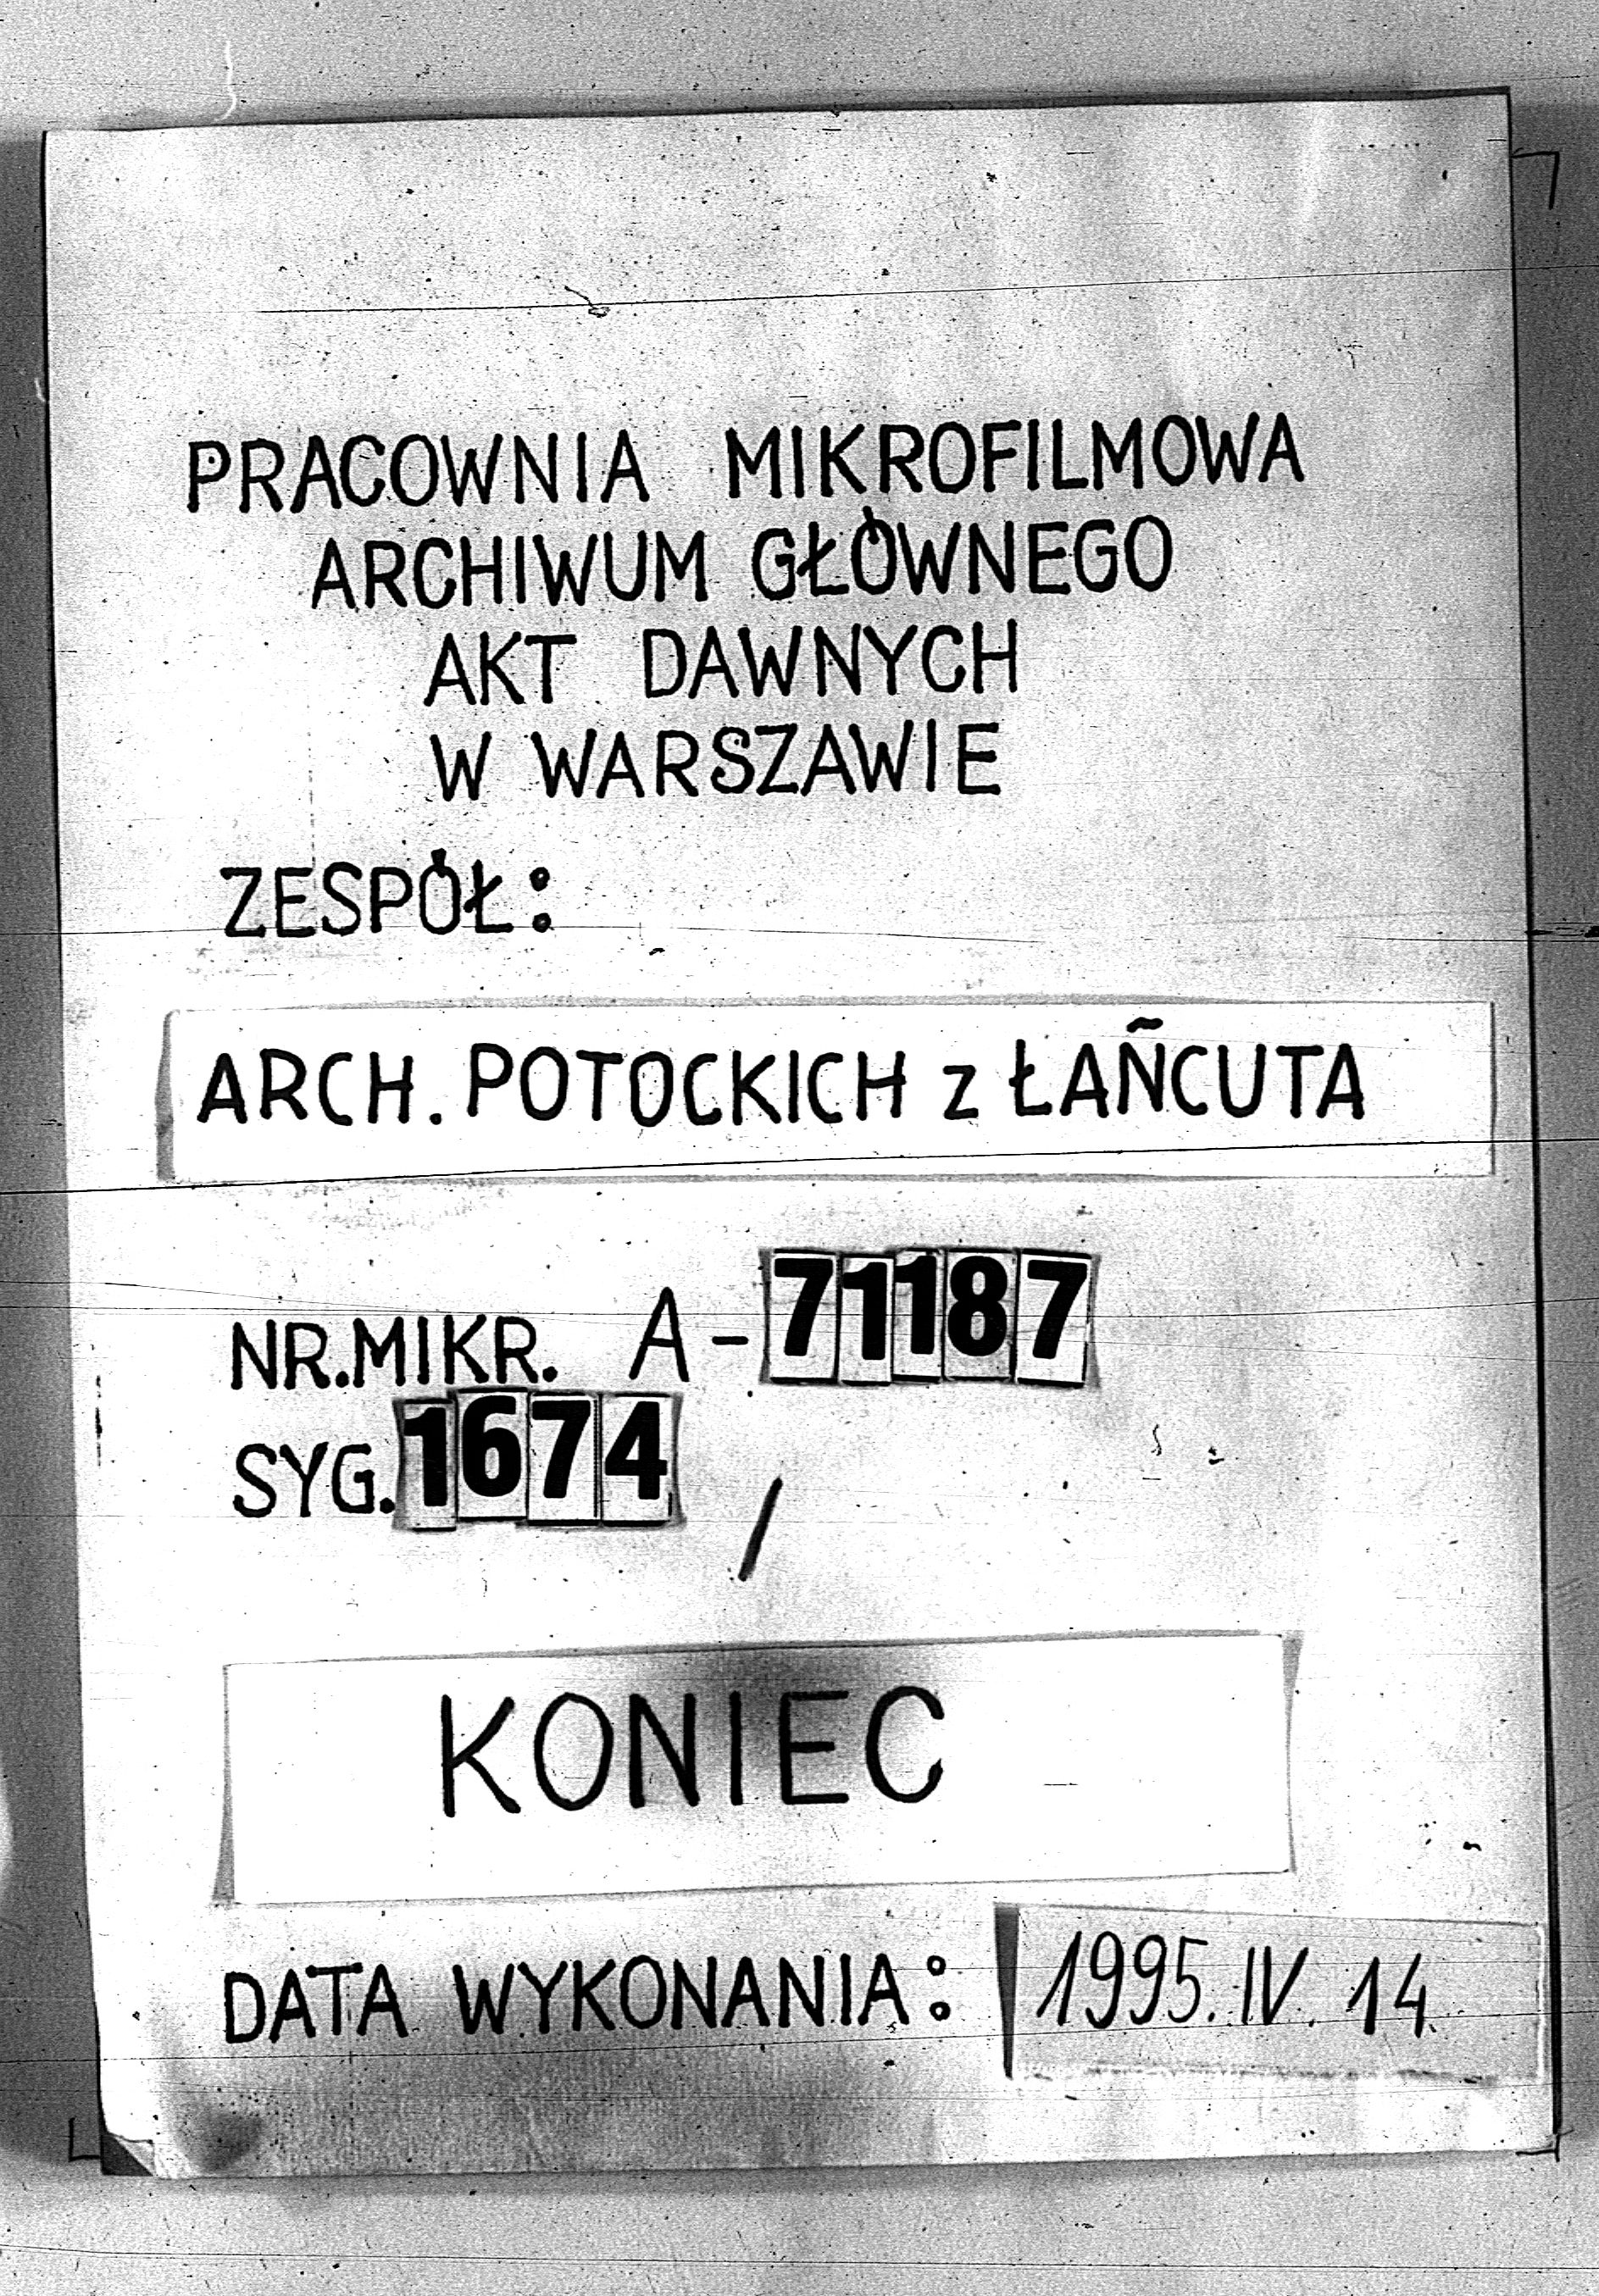 PRACOWNIA MIKROFILMOWA
ARCHIWUM GŁÓWNEGO
AKT DAWNYCH
W WARSZAWIE
ZESPÓŁ:
ARCH. POTOCKICH z ŁAŃCUTA
NR.MIKR. A-71187
SYG. 1674 /
KONIEC
DATA WYKONANIA: 1995.IV.14.